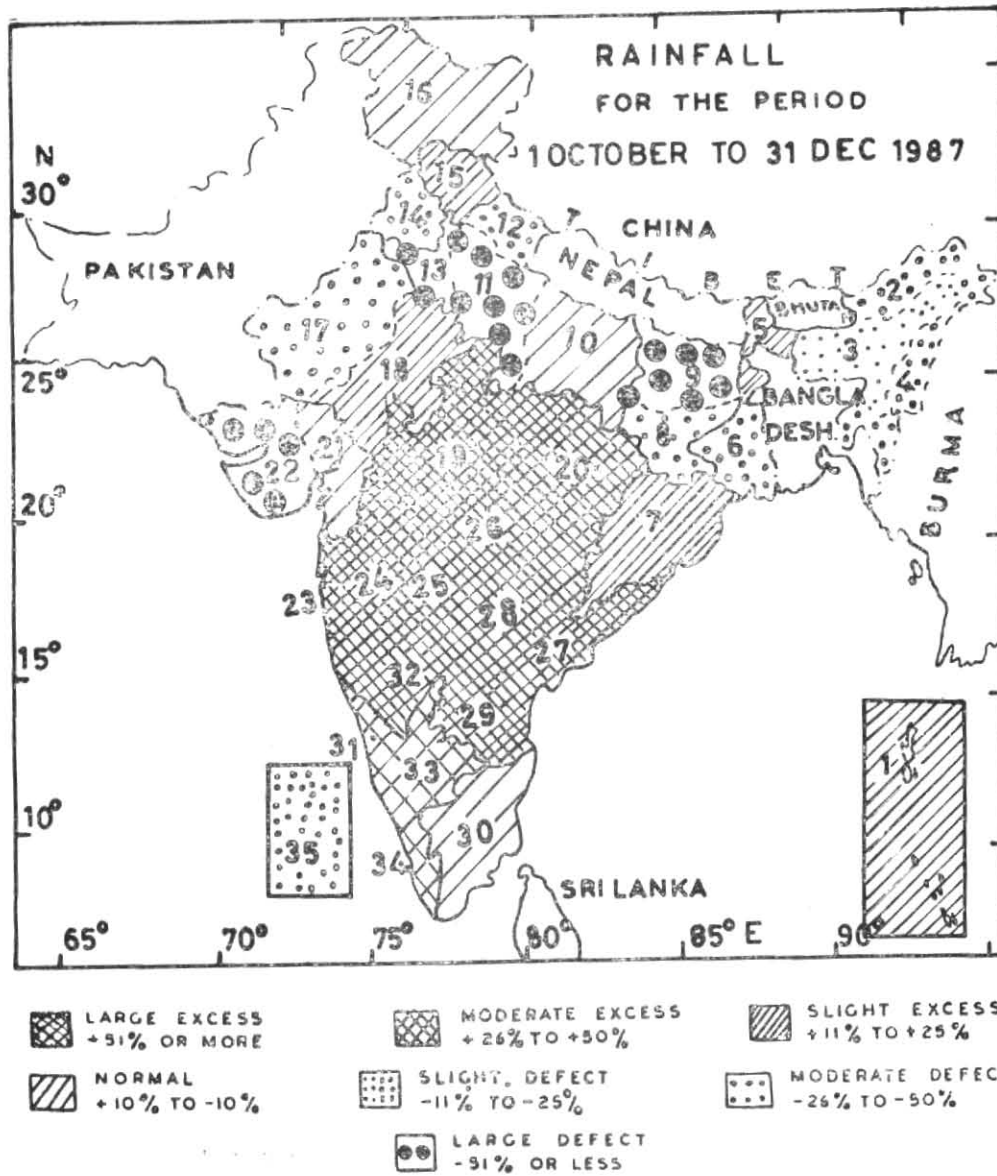 RAINFALL
FOR THE PERIOD
1 OCTOBER TO 31 DEC 1987
N
30°
25°
20°
15°
10°
65°
70°
75°
80°
85° E
90°
PAKISTAN
CHINA
TIBET
NEPAL
BHUTA
BANGLA
DESH
BURMA
SRI LANKA
16
15
14
12
13
11
17
18
10
9
5
2
3
4
6
21
22
19
20
7
26
24
25
23
28
27
32
29
31
33
30
34
35
1
LARGE EXCESS
+51% OR MORE
MODERATE EXCESS
+26% TO +50%
SLIGHT EXCESS
+11% TO +25%
NORMAL
+10% TO -10%
SLIGHT DEFECT
-11% TO -25%
MODERATE DEFEC
-26% TO -50%
LARGE DEFECT
-51% OR LESS